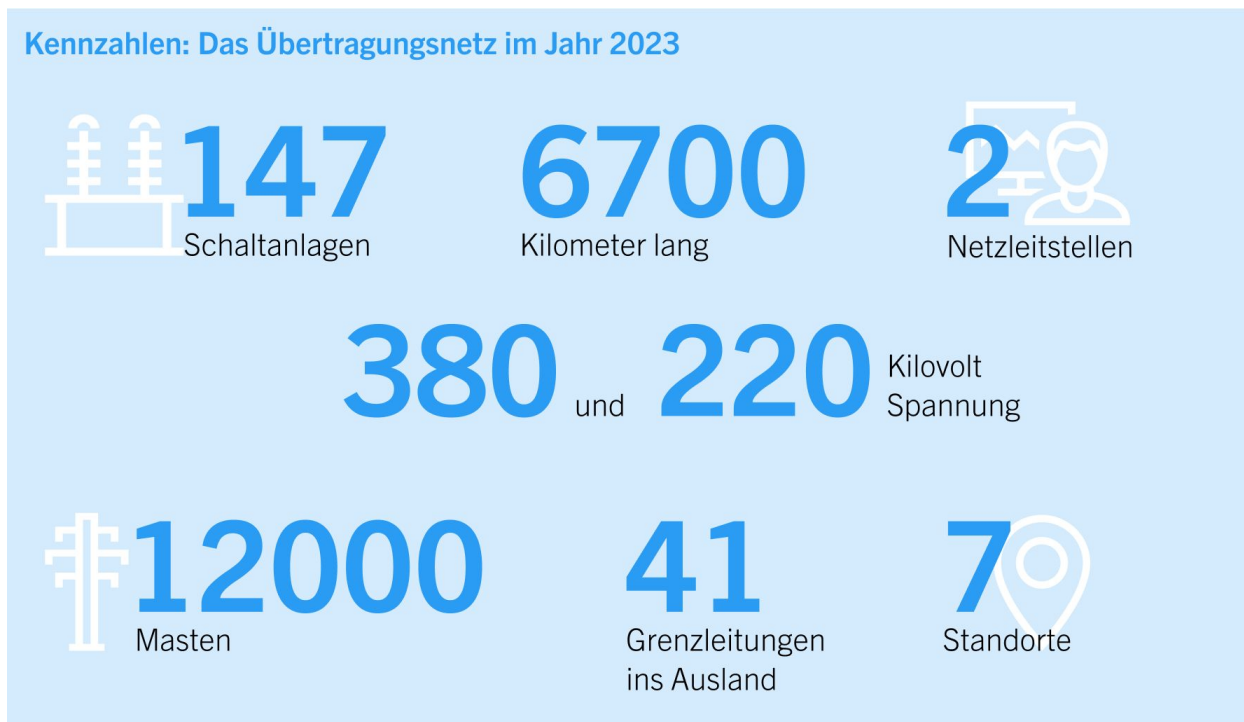 Kennzahlen: Das Übertragungsnetz im Jahr 2023
147
Schaltanlagen
6700
Kilometer lang
2
Netzleitstellen
380 und 220 Kilovolt
Spannung
12000
Masten
41
Grenzleitungen
ins Ausland
7
Standorte